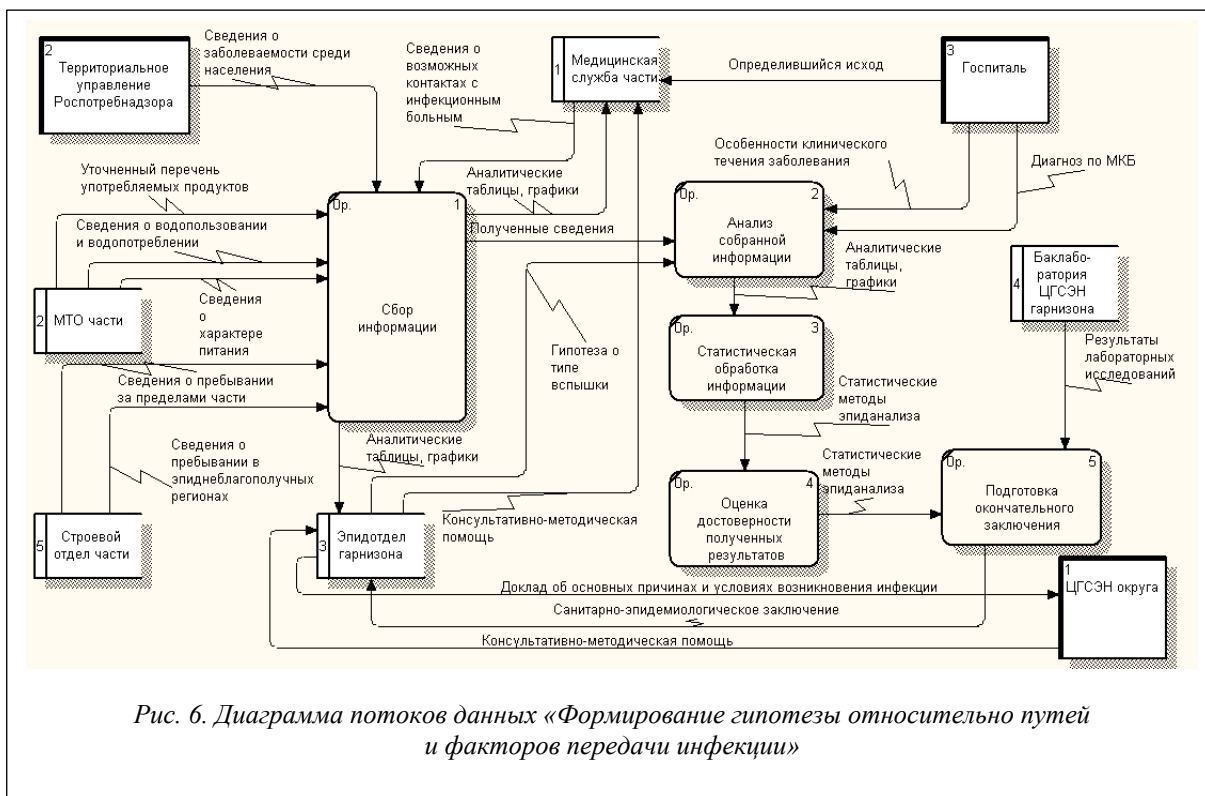 2
Территориальное
управление
Роспотребнадзора
Сведения о
заболеваемости среди
населения
Сведения о
возможных
контактах с
инфекционным
больным
1
Медицинская
служба части
Определившийся исход
3
Госпиталь
Уточненный перечень
употребляемых продуктов
Сведения о водопользовании
и водопотреблении
Аналитические
таблицы, графики
Полученные сведения
Особенности клинического
течения заболевания
Диагноз по МКБ
0р.
1
Сбор
информации
0р.
2
Анализ
собранной
информации
Аналитические
таблицы,
графики
4
Баклабо-
ратория
ЦГСЭН
гарнизона
2
МТО части
Сведения
о
характере
питания
Гипотеза о
типе
вспышки
0р.
3
Статистическая
обработка
информации
Результаты
лабораторных
исследований
Сведения о пребывании
за пределами части
Статистические
методы
эпиданализа
Сведения о
пребывании в
эпиднеблагополучных
регионах
Аналитические
таблицы, графики
0р.
4
Оценка
достоверности
полученных
результатов
Статистические
методы
эпиданализа
0р.
5
Подготовка
окончательного
заключения
5
Строевой
отдел части
3
Эпидотдел
гарнизона
Консультативно-методическая
помощь
1
ЦГСЭН округа
Доклад об основных причинах и условиях возникновения инфекции
Санитарно-эпидемиологическое заключение
Консультативно-методическая помощь
Рис. 6. Диаграмма потоков данных «Формирование гипотезы относительно путей
и факторов передачи инфекции»